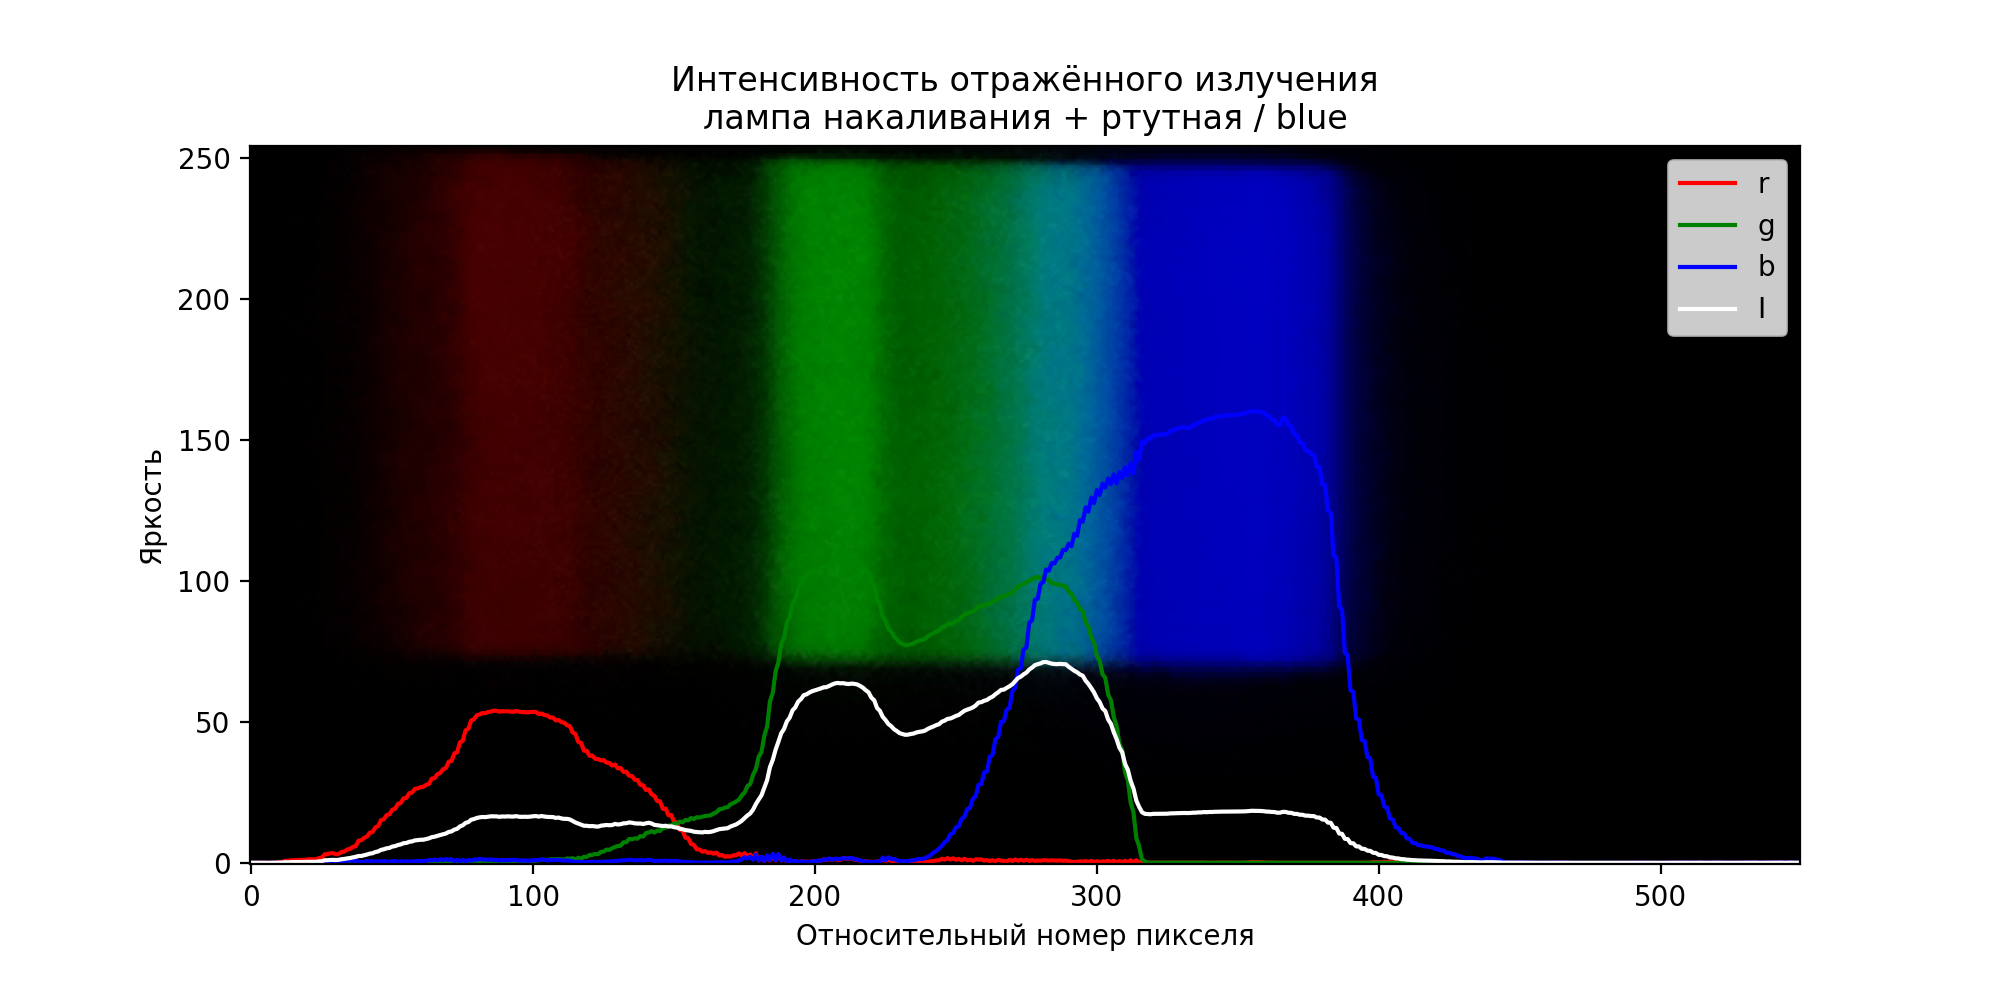 Интенсивность отражённого излучения
лампа накаливания + ртутная / blue
250
200
150
100
50
0
Яркость
r
g
b
l
0 100 200 300 400 500
Относительный номер пикселя